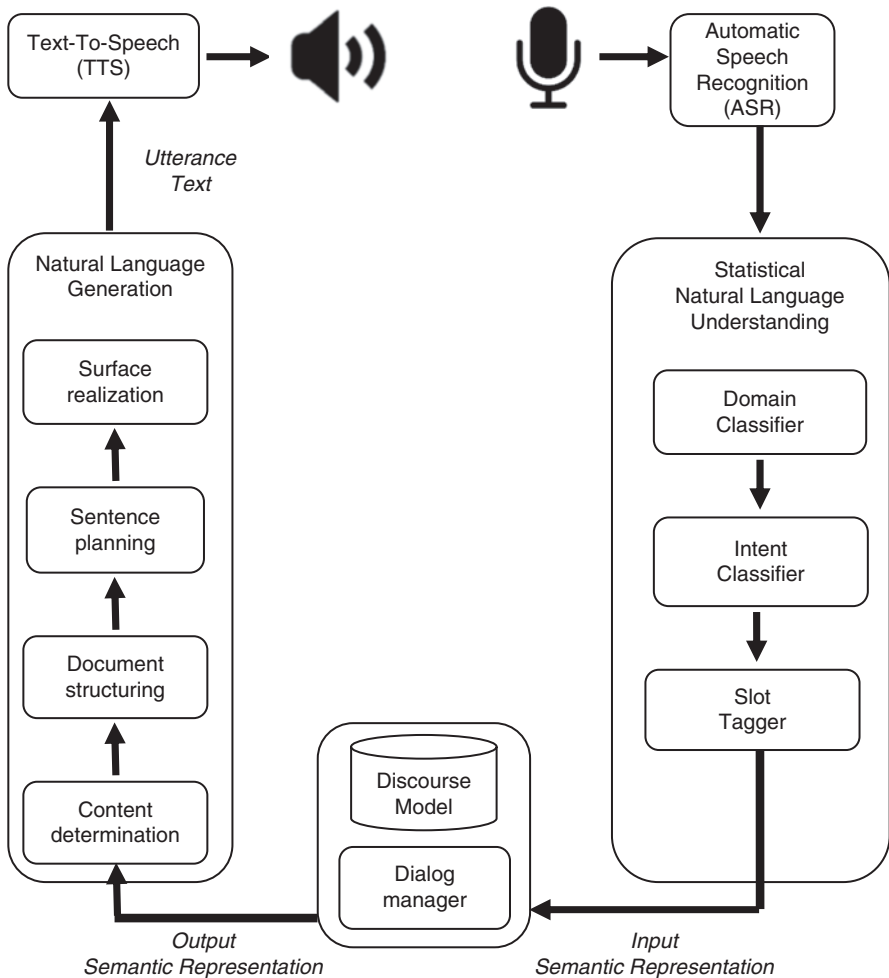 Text-To-Speech
(TTS)
Automatic
Speech
Recognition
(ASR)
Utterance
Text
Natural Language
Generation
Surface
realization
Sentence
planning
Document
structuring
Content
determination
Statistical
Natural Language
Understanding
Domain
Classifier
Intent
Classifier
Slot
Tagger
Discourse
Model
Dialog
manager
Output
Semantic Representation
Input
Semantic Representation